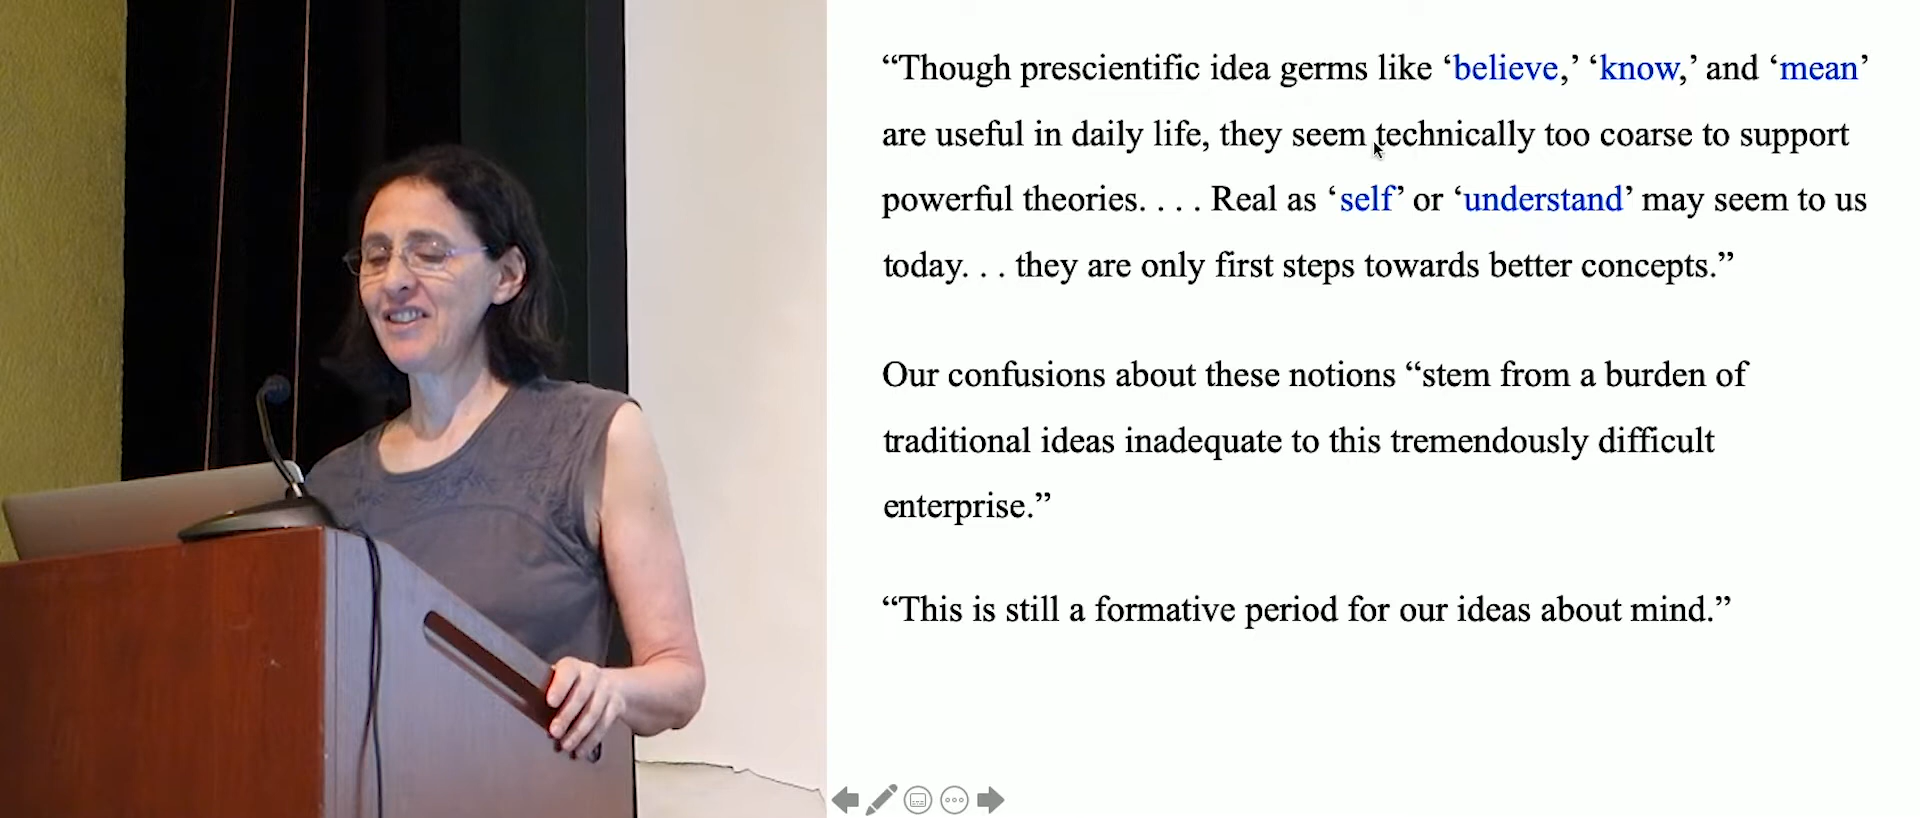 “Though prescientific idea germs like ‘believe,’ ‘know,’ and ‘mean’
are useful in daily life, they seem technically too coarse to support
powerful theories. . . . Real as ‘self’ or ‘understand’ may seem to us
today. . . they are only first steps towards better concepts.”
Our confusions about these notions “stem from a burden of
traditional ideas inadequate to this tremendously difficult
enterprise.”
“This is still a formative period for our ideas about mind.”